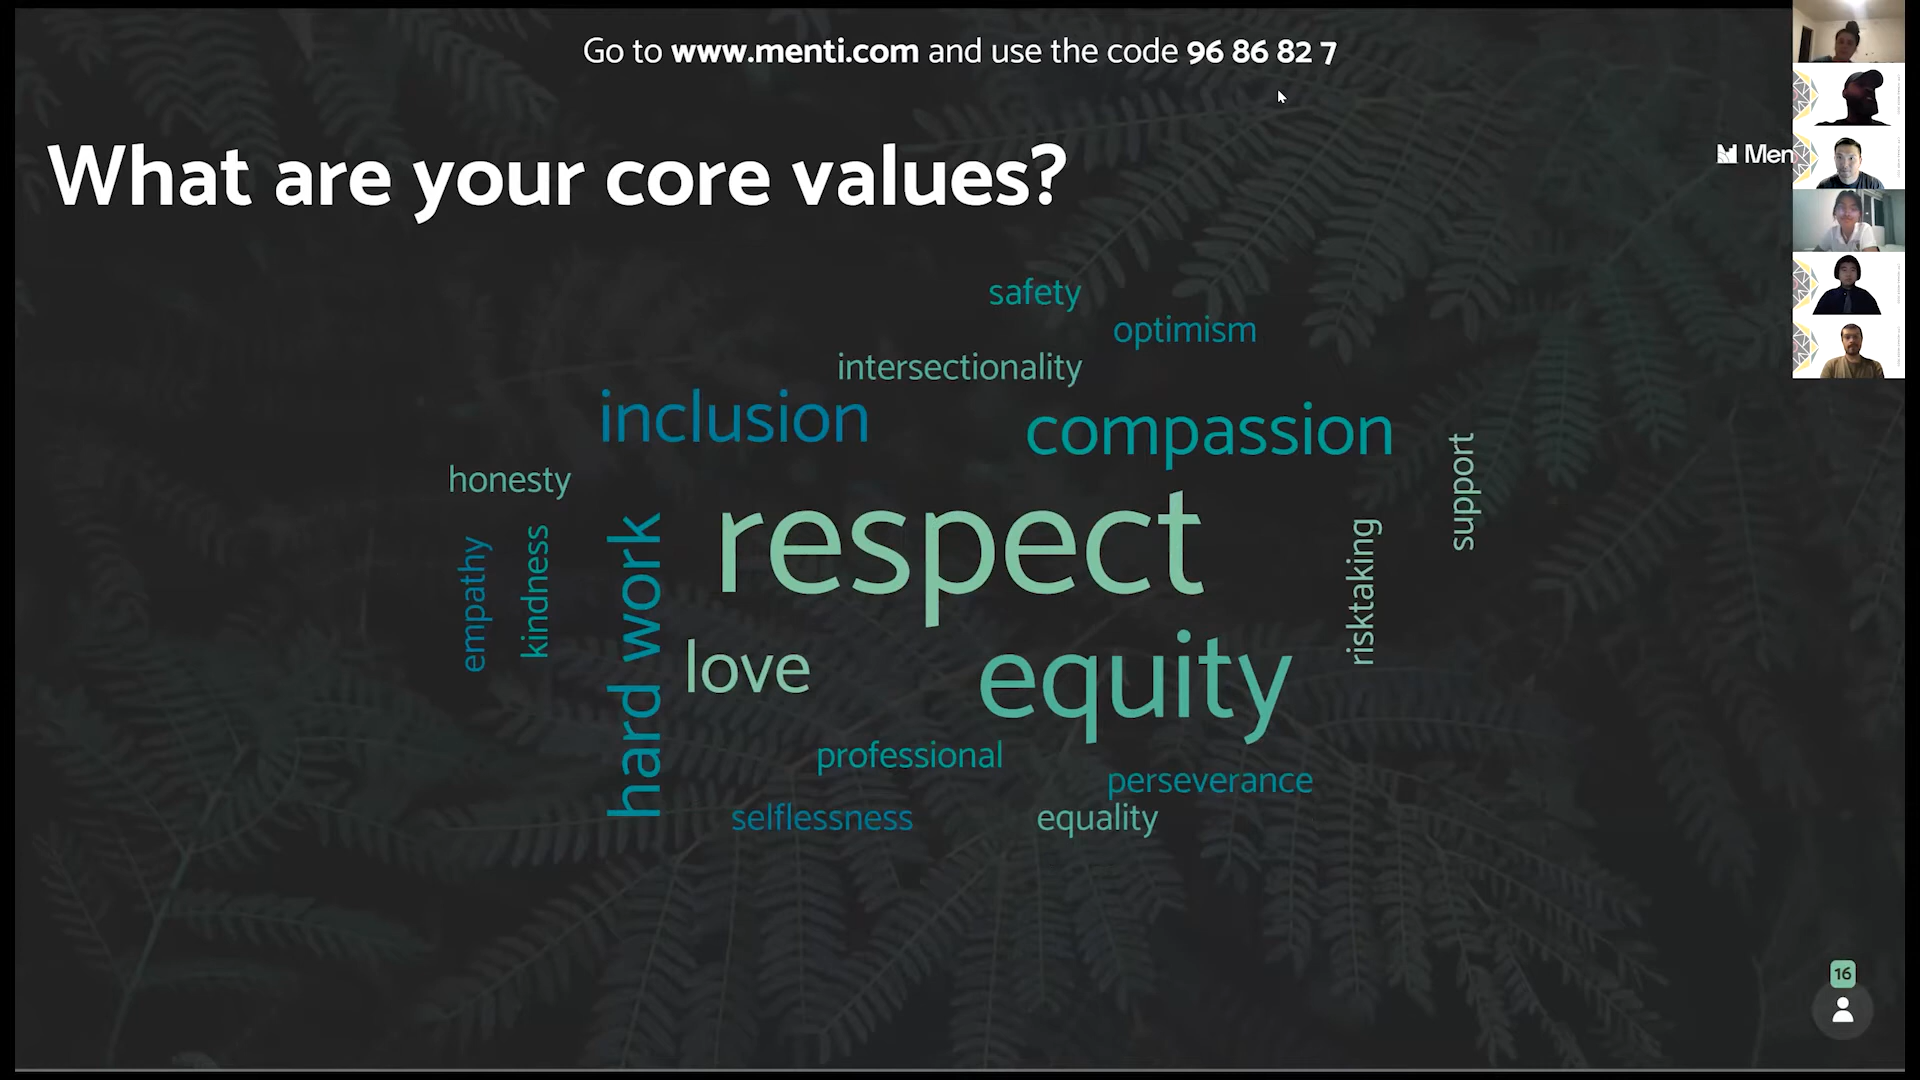 Go to www.menti.com and use the code 96 86 82 7
What are your core values?
Men
safety
optimism
intersectionality
inclusion
compassion
support
honesty
respect
risktaking
empathy
kindness
hard work
love
equity
professional
perseverance
selflessness
equality
16